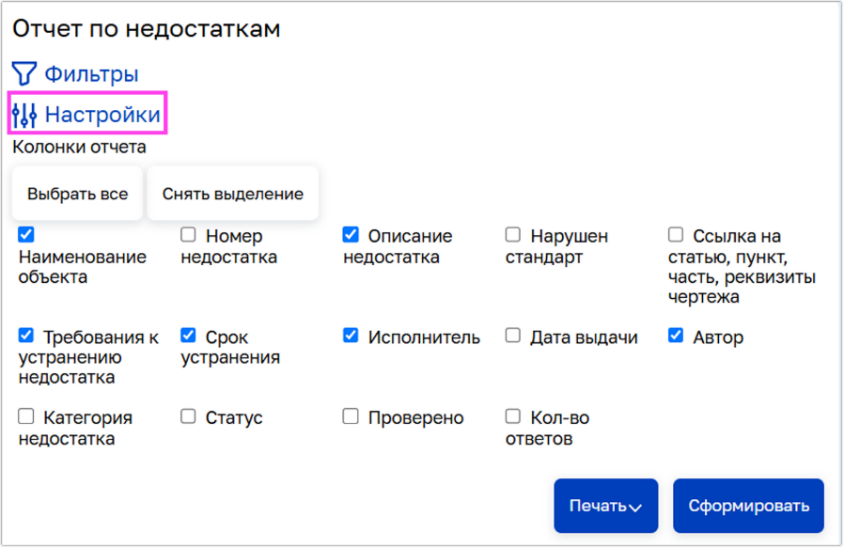 Отчет по недостаткам
Фильтры
Настройки
Колонки отчета
Выбрать все
Снять выделение
Наименование
объекта
Номер
недостатка
Описание
недостатка
Нарушен
стандарт
Ссылка на
статью, пункт,
часть, реквизиты
чертежа
Требования к
устранению
недостатка
Срок
устранения
Исполнитель
Дата выдачи
Автор
Категория
недостатка
Статус
Проверено
Кол-во
ответов
Печать
Сформировать